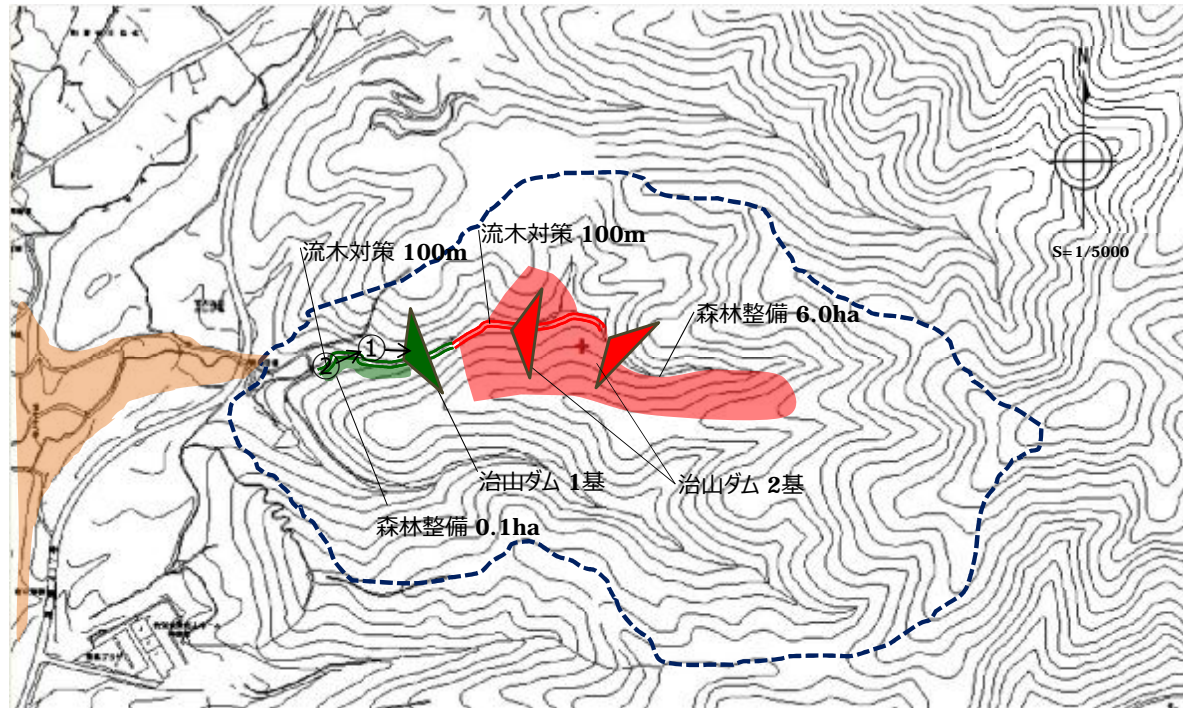 N
S=1/5000
流木対策 100m
流木対策 100m
森林整備 6.0ha
1
2
治山ダム 1基
治山ダム 2基
森林整備 0.1ha